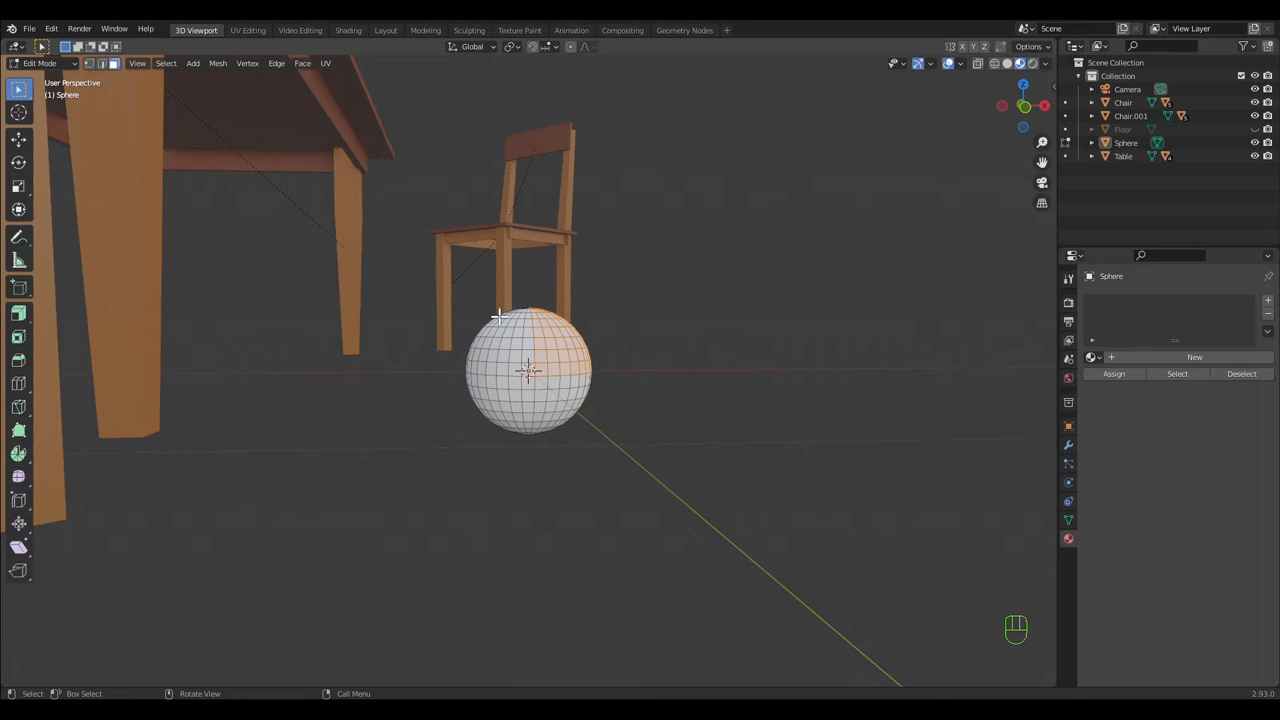 File Edit Render Window Help 3D Viewport UV Editing Video Editing Layout Modeling Sculpting Texture Paint Shading Animation Rendering Compositing Geometry Nodes + Scene View Layer
Global X Y Z Options
Edit Mode View Select Add Mesh Vertex Edge Face UV
User Perspective
(1) Sphere
Scene Collection
Collection
Camera
Chair
Chair.001
Floor
Sphere
Table
Sphere
New
Assign Select Deselect
Select Box Select Rotate View Call Menu 2.93.0